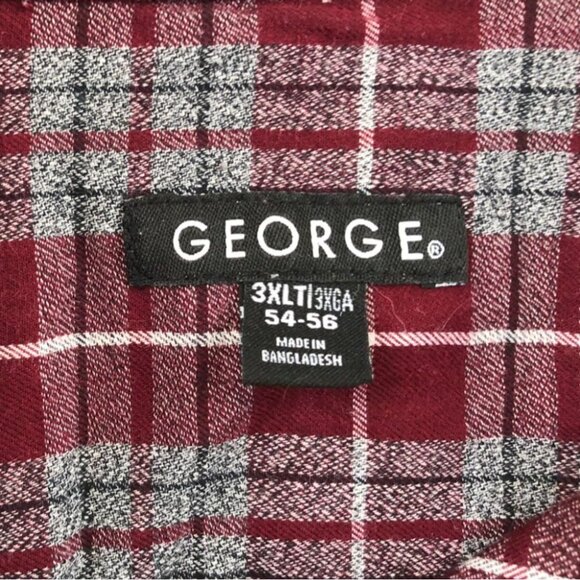 GEORGE®
3XLT/3XGA
54-56
MADE IN
BANGLADESH